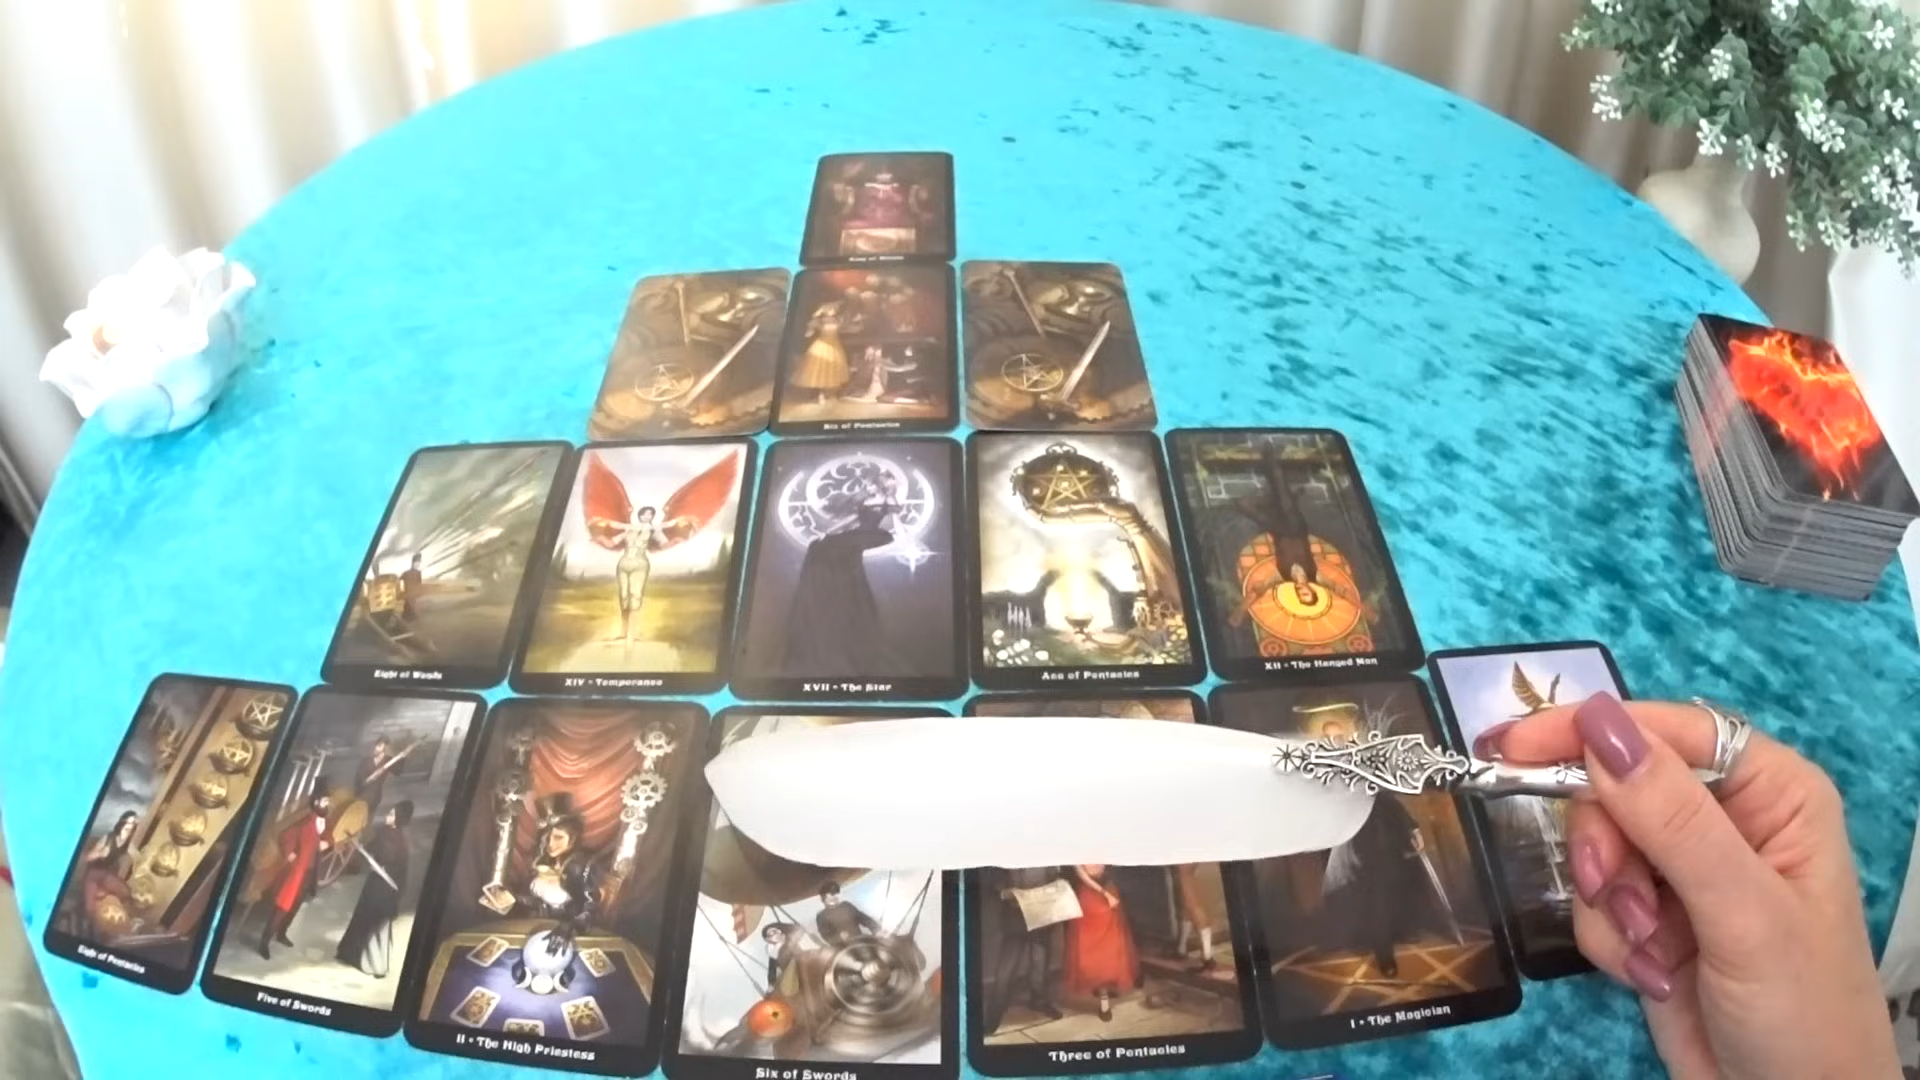 Six of Pentacles
Eight of Wands
XIV • Temperance
XVII • The Star
Ace of Pentacles
XII • The Hanged Man
Eight of Pentacles
Five of Swords
II • The High Priestess
Six of Swords
Three of Pentacles
I • The Magician